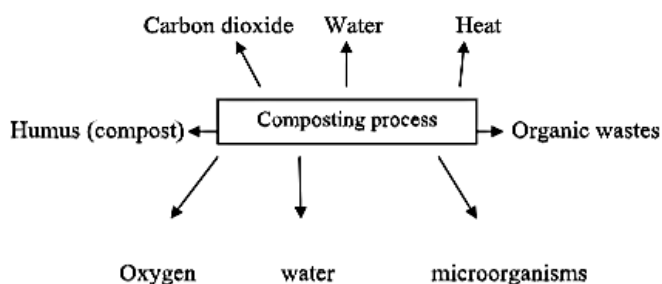 Carbon dioxide Water Heat
Humus (compost) Composting process Organic wastes
Oxygen water microorganisms